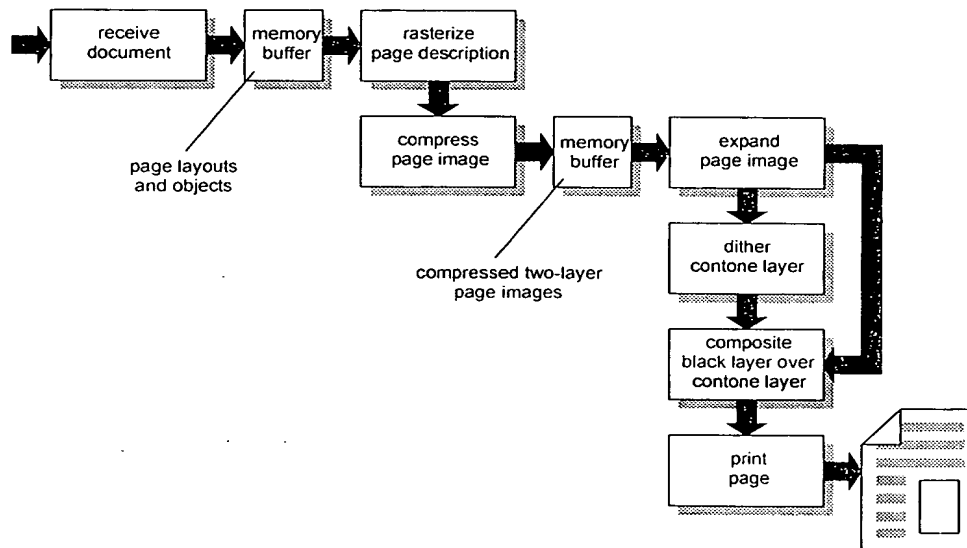 receive
document
memory
buffer
rasterize
page description
page layouts
and objects
compress
page image
memory
buffer
expand
page image
compressed two-layer
page images
dither
contone layer
composite
black layer over
contone layer
print
page